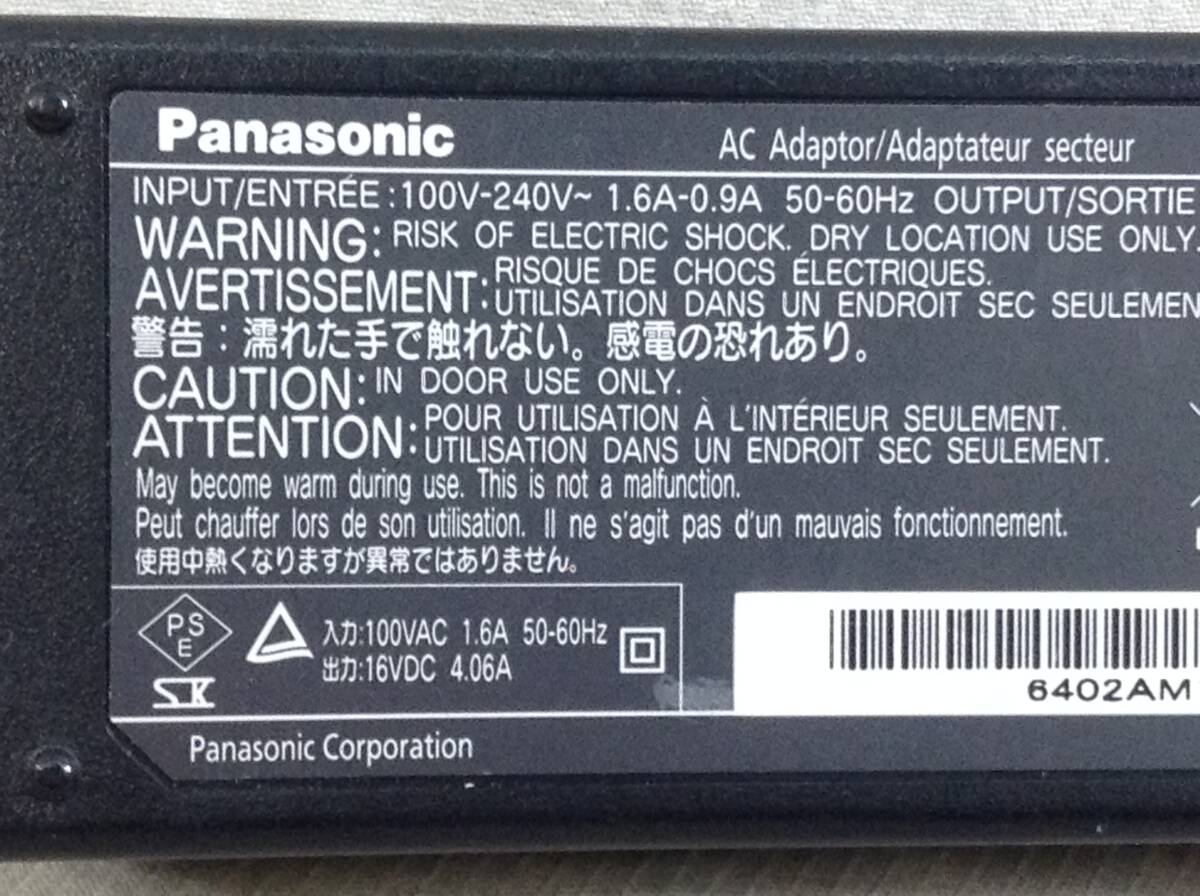 Panasonic
AC Adaptor/Adaptateur secteur
INPUT/ENTRÉE:100V-240V~ 1.6A-0.9A 50-60Hz OUTPUT/SORTIE
WARNING: RISK OF ELECTRIC SHOCK. DRY LOCATION USE ONLY.
AVERTISSEMENT: RISQUE DE CHOCS ÉLECTRIQUES.
UTILISATION DANS UN ENDROIT SEC SEULEMEN
警告：濡れた手で触れない。感電の恐れあり。
CAUTION: IN DOOR USE ONLY.
ATTENTION: POUR UTILISATION À L'INTÉRIEUR SEULEMENT.
UTILISATION DANS UN ENDROIT SEC SEULEMENT.
May become warm during use. This is not a malfunction.
Peut chauffer lors de son utilisation. Il ne s'agit pas d'un mauvais fonctionnement.
使用中熱くなりますが異常ではありません。
PS
E
入力:100VAC 1.6A 50-60Hz
出力:16VDC 4.06A
SK
6402AM
Panasonic Corporation